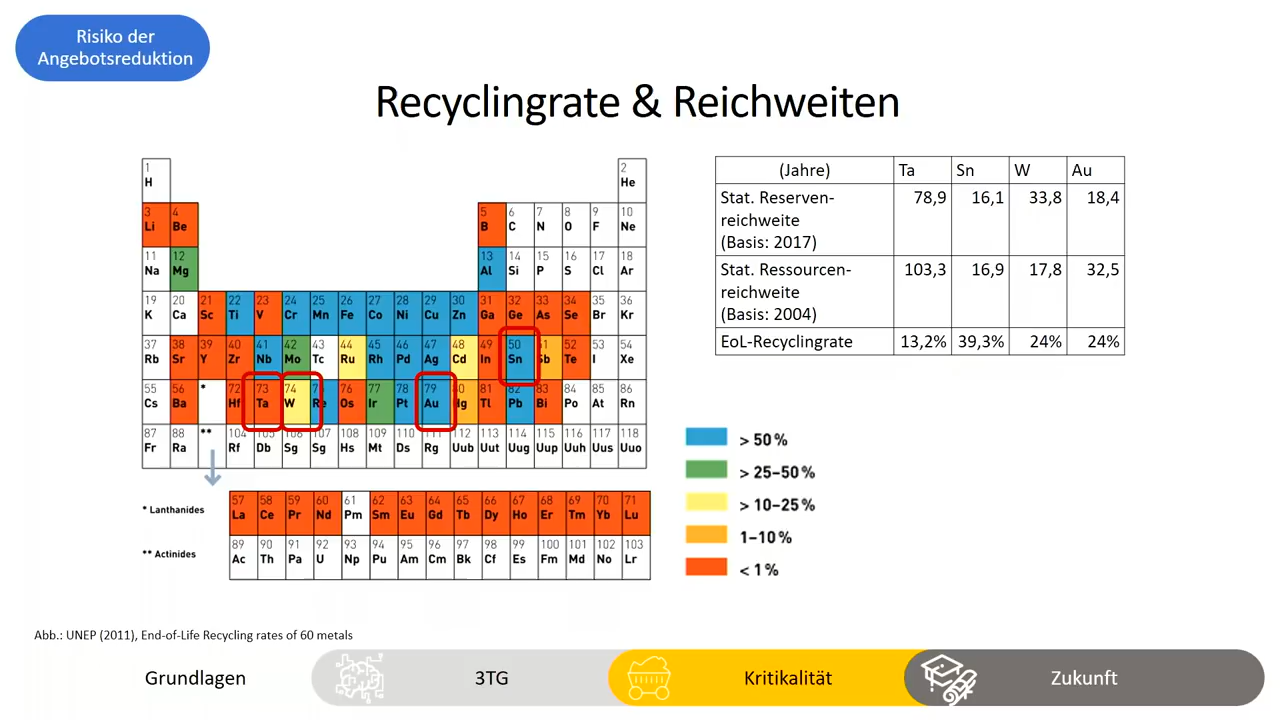 Risiko der
Angebotsreduktion
Recyclingrate & Reichweiten
1 2
H He
3 4 5 6 7 8 9 10
Li Be B C N O F Ne
11 12 13 14 15 16 17 18
Na Mg Al Si P S Cl Ar
19 20 21 22 23 24 25 26 27 28 29 30 31 32 33 34 35 36
K Ca Sc Ti V Cr Mn Fe Co Ni Cu Zn Ga Ge As Se Br Kr
37 38 39 40 41 42 43 44 45 46 47 48 49 50 51 52 53 54
Rb Sr Y Zr Nb Mo Tc Ru Rh Pd Ag Cd In Sn Sb Te I Xe
55 56 * 72 73 74 75 76 77 78 79 80 81 82 83 84 85 86
Cs Ba Hf Ta W Re Os Ir Pt Au Hg Tl Pb Bi Po At Rn
87 88 ** 104 105 106 107 108 109 110 111 112 113 114 115 116 117 118
Fr Ra Rf Db Sg Sg Hs Mt Ds Rg Uub Uut Uug Uup Uuh Uus Uuo
* Lanthanides
57 58 59 60 61 62 63 64 65 66 67 68 69 70 71
La Ce Pr Nd Pm Sm Eu Gd Tb Dy Ho Er Tm Yb Lu
** Actinides
89 90 91 92 93 94 95 96 97 98 99 100 101 102 103
Ac Th Pa U Np Pu Am Cm Bk Cf Es Fm Md No Lr
(Jahre) Ta Sn W Au
Stat. Reserven- 78,9 16,1 33,8 18,4
reichweite
(Basis: 2017)
Stat. Ressourcen- 103,3 16,9 17,8 32,5
reichweite
(Basis: 2004)
EoL-Recyclingrate 13,2% 39,3% 24% 24%
> 50 %
> 25–50 %
> 10–25 %
1–10 %
< 1 %
Abb.: UNEP (2011), End-of-Life Recycling rates of 60 metals
Grundlagen 3TG Kritikalität Zukunft